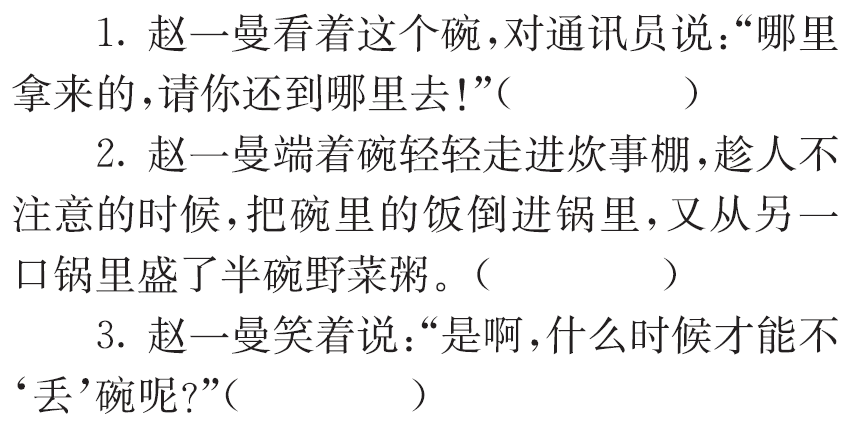 1. 赵一曼看着这个碗,对通讯员说:“哪里
拿来的,请你还到哪里去!”(    )
2. 赵一曼端着碗轻轻走进炊事棚,趁人不
注意的时候,把碗里的饭倒进锅里,又从另一
口锅里盛了半碗野菜粥。(    )
3. 赵一曼笑着说:“是啊,什么时候才能不
‘丢’碗呢?”(    )